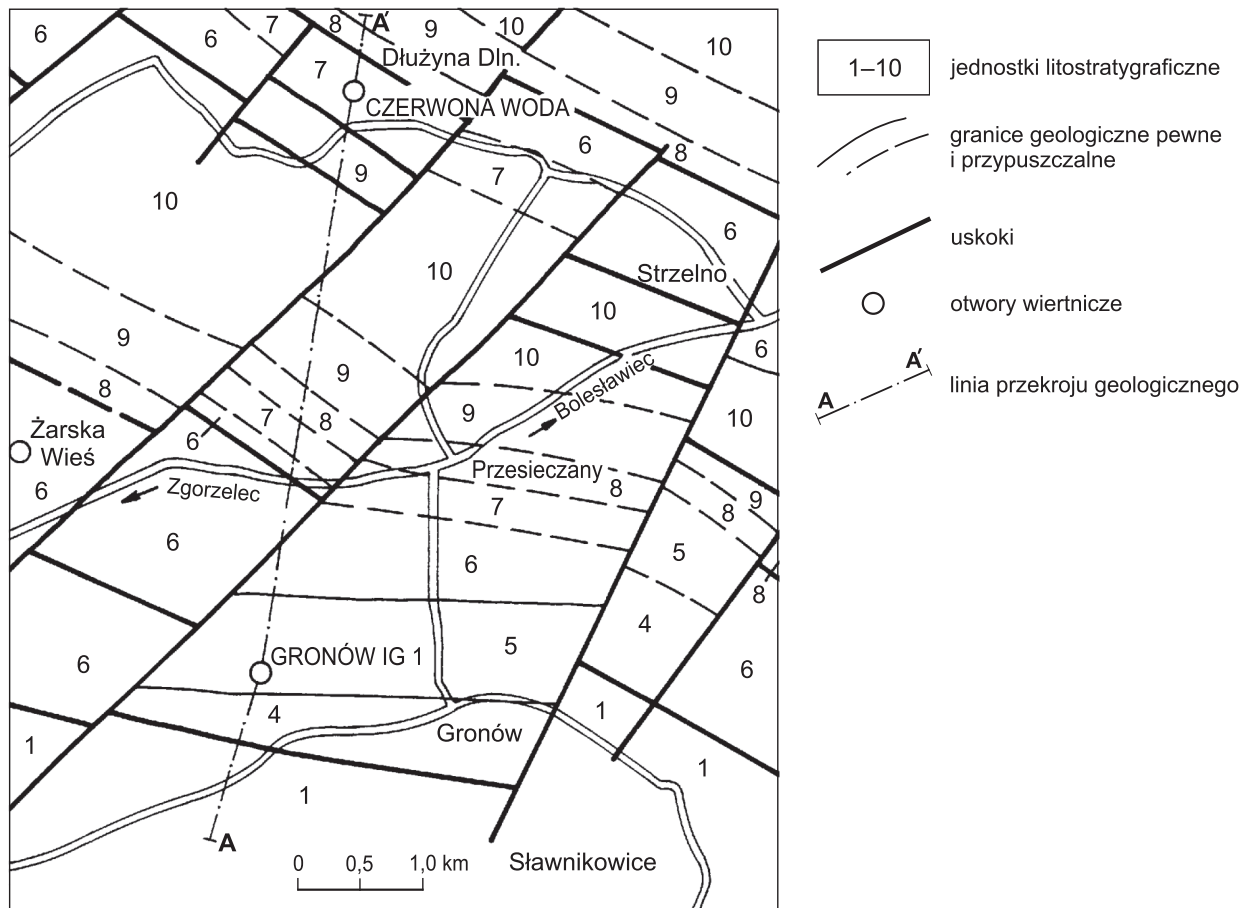 6
6
7
8
A′
9
10
10
Dłużyna Dln.
7
9
CZERWONA WODA
6
8
9
7
10
6
10
Strzelno
10
6
9
10
9
8
10
Bolesławiec
7
8
9
6
Żarska
Wieś
Przesieczany
8
9
8
6
Zgorzelec
7
5
6
6
8
4
5
6
6
GRONÓW IG 1
4
1
Gronów
1
1
1
A
0 0,5 1,0 km
Sławnikowice
1–10
jednostki litostratygraficzne
granice geologiczne pewne
i przypuszczalne
uskoki
otwory wiertnicze
A A′
linia przekroju geologicznego